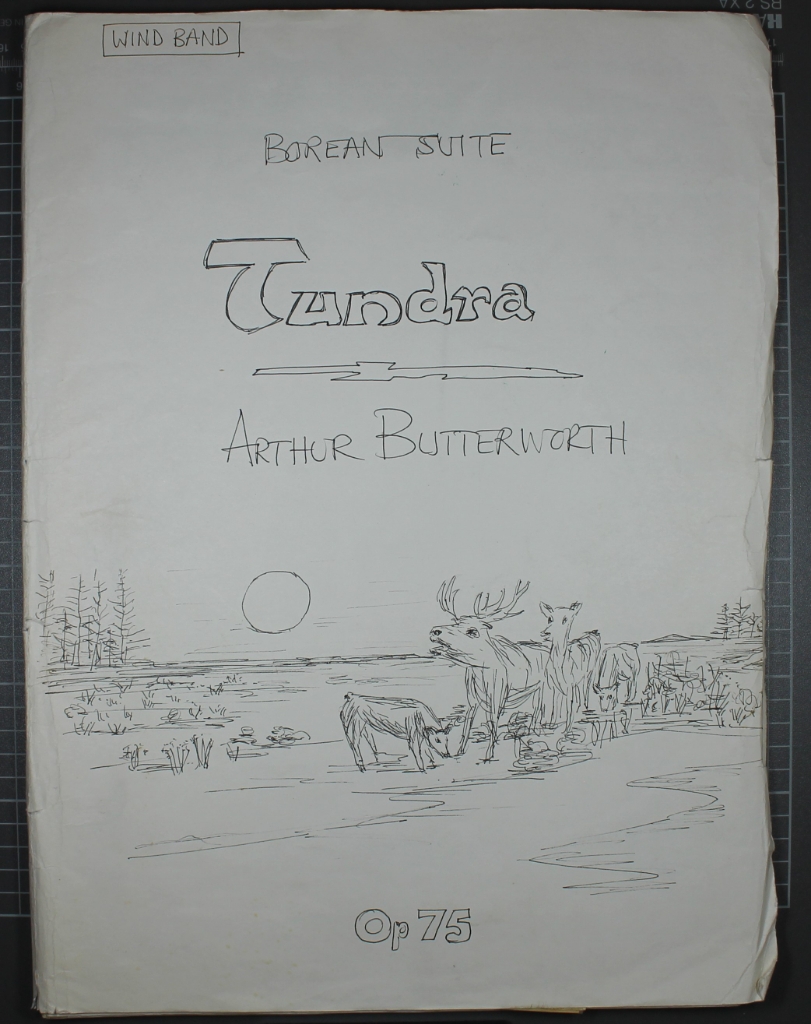 WIND BAND
BOREAN SUITE
Tundra
ARTHUR BUTTERWORTH
Op 75